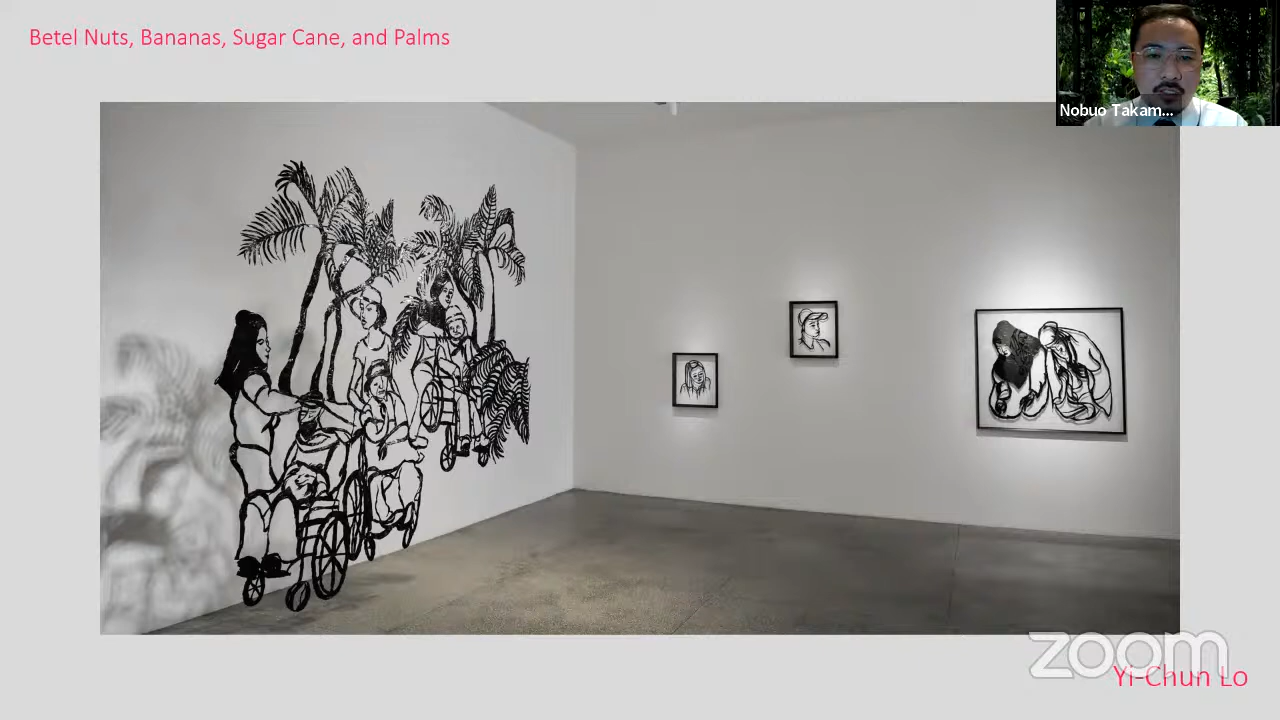 Betel Nuts, Bananas, Sugar Cane, and Palms
Nobuo Takam...
zoom
Yi-Chun Lo